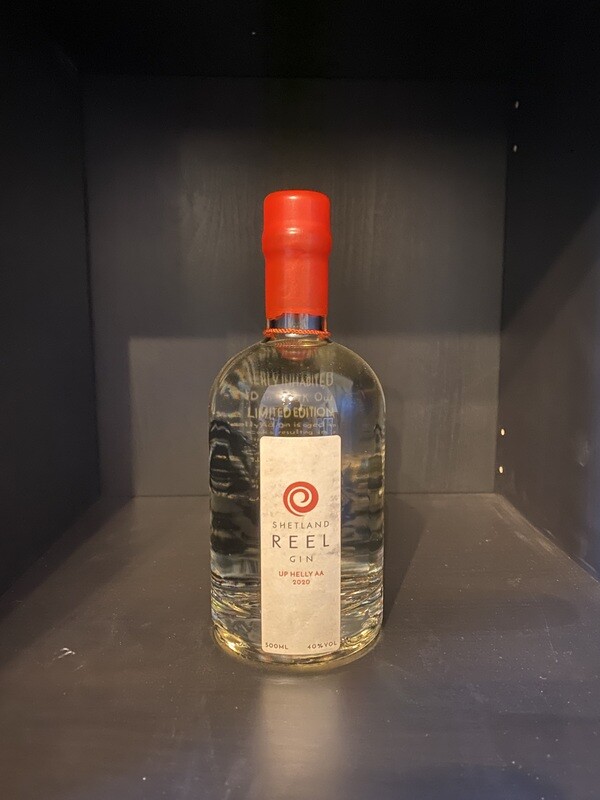 LIMITED EDITION
SHETLAND
REEL
GIN
UP HELLY AA
2020
500ML 40%VOL